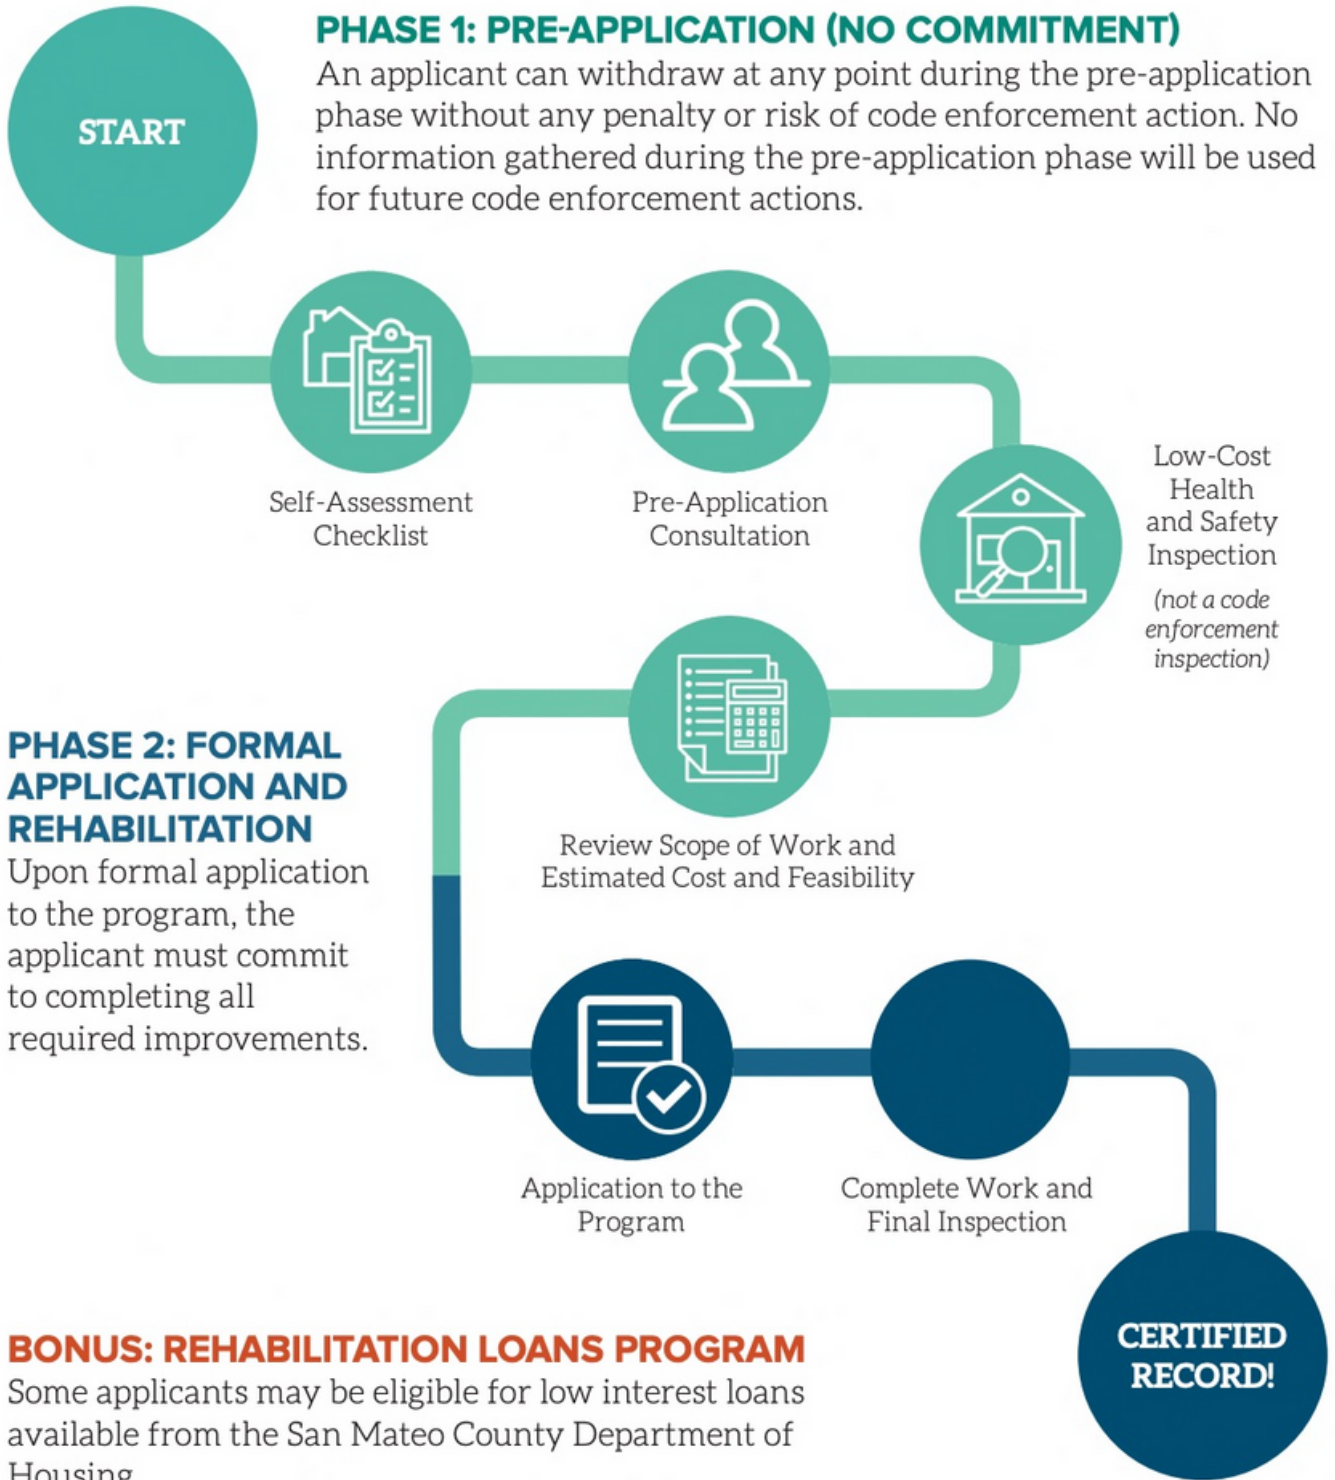 START
PHASE 1: PRE-APPLICATION (NO COMMITMENT)
An applicant can withdraw at any point during the pre-application
phase without any penalty or risk of code enforcement action. No
information gathered during the pre-application phase will be used
for future code enforcement actions.
Self-Assessment
Checklist
Pre-Application
Consultation
Low-Cost
Health
and Safety
Inspection
(not a code
enforcement
inspection)
Review Scope of Work and
Estimated Cost and Feasibility
PHASE 2: FORMAL
APPLICATION AND
REHABILITATION
Upon formal application
to the program, the
applicant must commit
to completing all
required improvements.
Application to the
Program
Complete Work and
Final Inspection
CERTIFIED
RECORD!
BONUS: REHABILITATION LOANS PROGRAM
Some applicants may be eligible for low interest loans
available from the San Mateo County Department of
Housing